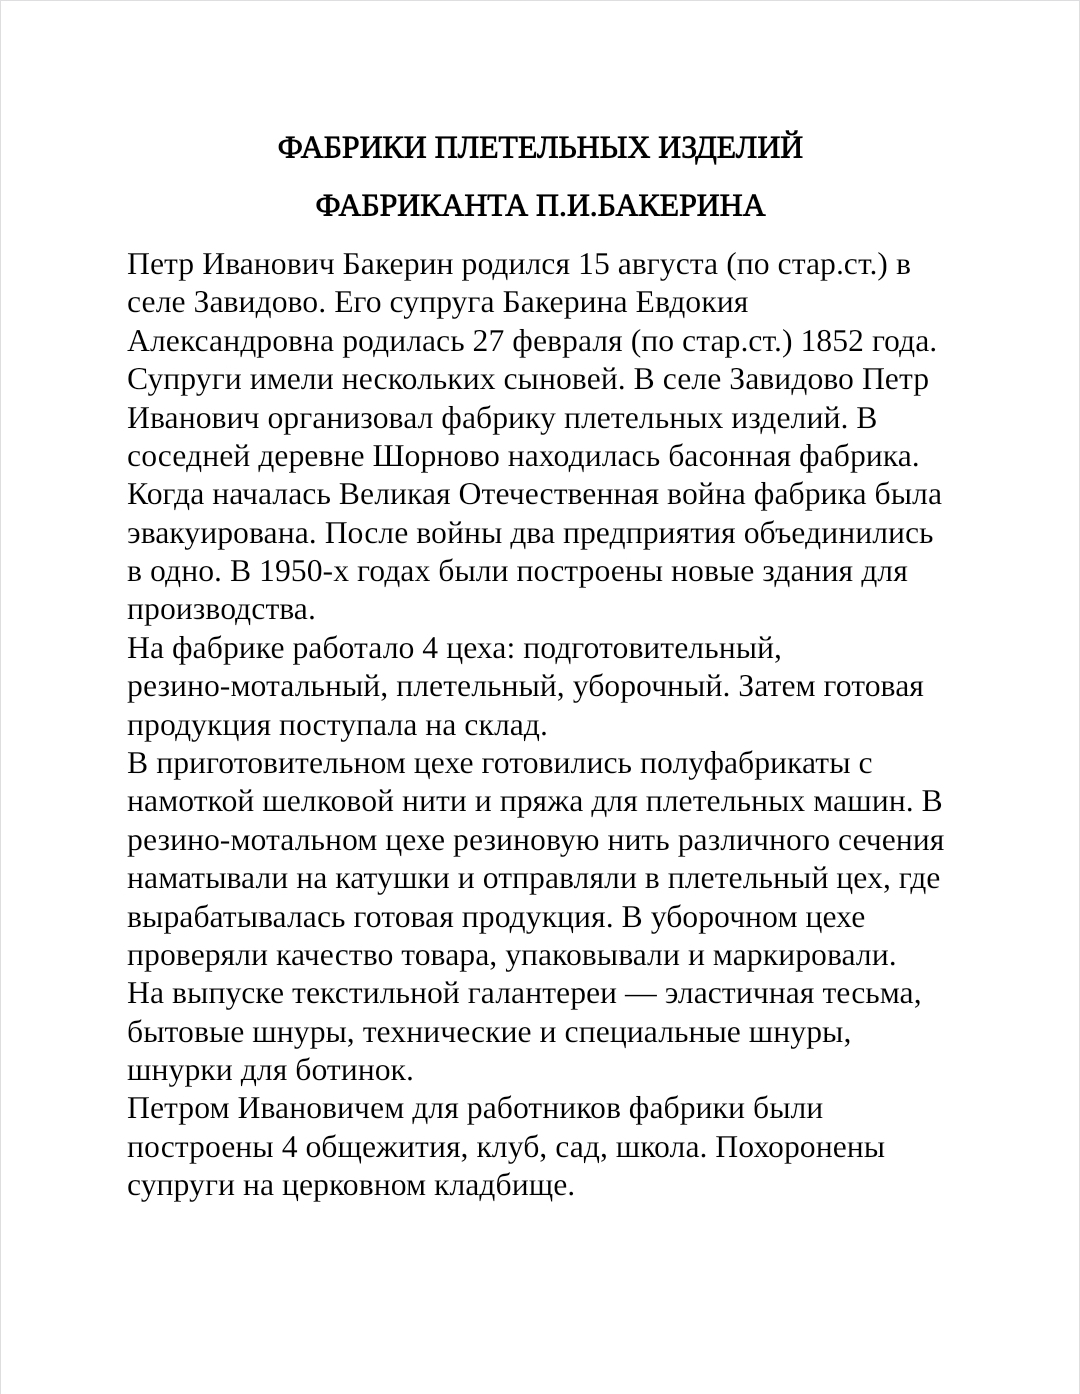 ФАБРИКИ ПЛЕТЕЛЬНЫХ ИЗДЕЛИЙ
ФАБРИКАНТА П.И.БАКЕРИНА
Петр Иванович Бакерин родился 15 августа (по стар.ст.) в
селе Завидово. Его супруга Бакерина Евдокия
Александровна родилась 27 февраля (по стар.ст.) 1852 года.
Супруги имели нескольких сыновей. В селе Завидово Петр
Иванович организовал фабрику плетельных изделий. В
соседней деревне Шорново находилась басонная фабрика.
Когда началась Великая Отечественная война фабрика была
эвакуирована. После войны два предприятия объединились
в одно. В 1950-х годах были построены новые здания для
производства.
На фабрике работало 4 цеха: подготовительный,
резино-мотальный, плетельный, уборочный. Затем готовая
продукция поступала на склад.
В приготовительном цехе готовились полуфабрикаты с
намоткой шелковой нити и пряжа для плетельных машин. В
резино-мотальном цехе резиновую нить различного сечения
наматывали на катушки и отправляли в плетельный цех, где
вырабатывалась готовая продукция. В уборочном цехе
проверяли качество товара, упаковывали и маркировали.
На выпуске текстильной галантереи — эластичная тесьма,
бытовые шнуры, технические и специальные шнуры,
шнурки для ботинок.
Петром Ивановичем для работников фабрики были
построены 4 общежития, клуб, сад, школа. Похоронены
супруги на церковном кладбище.